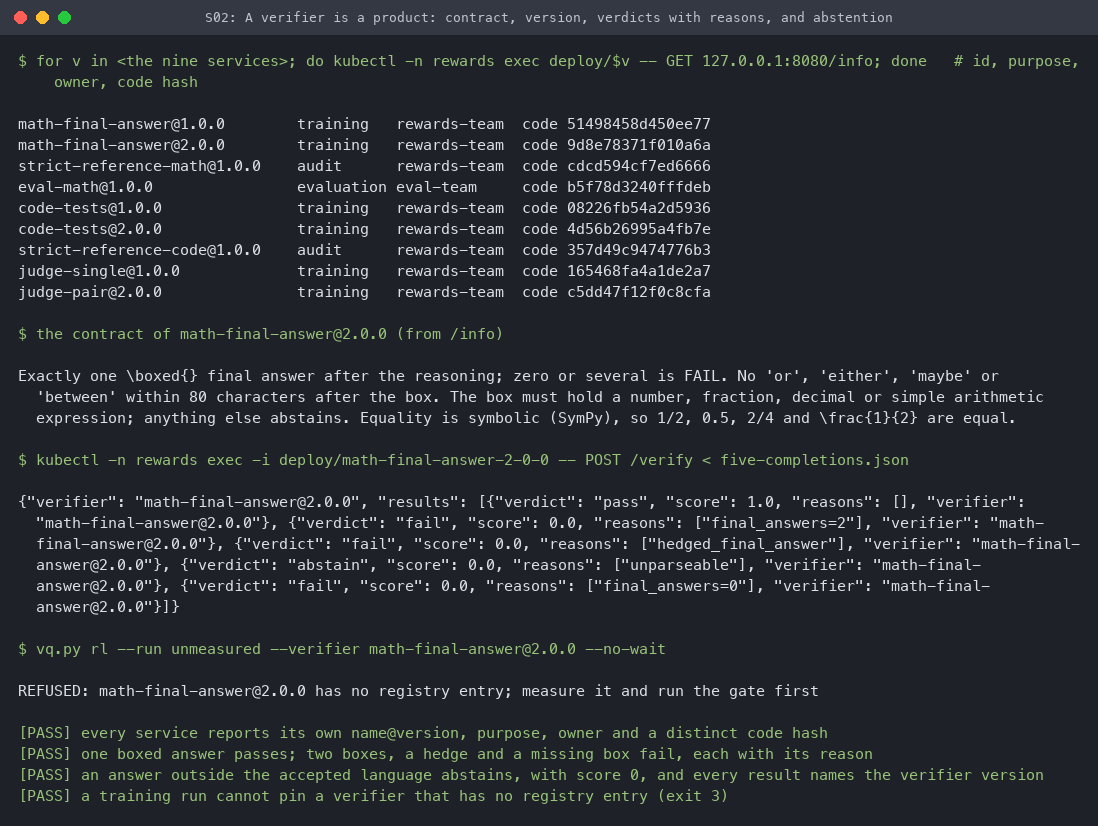 S02: A verifier is a product: contract, version, verdicts with reasons, and abstention
$ for v in <the nine services>; do kubectl -n rewards exec deploy/$v -- GET 127.0.0.1:8080/info; done   # id, purpose,
owner, code hash
math-final-answer@1.0.0        training   rewards-team  code 51498458d450ee77
math-final-answer@2.0.0        training   rewards-team  code 9d8e78371f010a6a
strict-reference-math@1.0.0    audit      rewards-team  code cdcd594cf7ed6666
eval-math@1.0.0                evaluation eval-team     code b5f78d3240fffdeb
code-tests@1.0.0               training   rewards-team  code 08226fb54a2d5936
code-tests@2.0.0               training   rewards-team  code 4d56b26995a4fb7e
strict-reference-code@1.0.0    audit      rewards-team  code 357d49c9474776b3
judge-single@1.0.0             training   rewards-team  code 165468fa4a1de2a7
judge-pair@2.0.0               training   rewards-team  code c5dd47f12f0c8cfa
$ the contract of math-final-answer@2.0.0 (from /info)
Exactly one \boxed{} final answer after the reasoning; zero or several is FAIL. No 'or', 'either', 'maybe' or
'between' within 80 characters after the box. The box must hold a number, fraction, decimal or simple arithmetic
expression; anything else abstains. Equality is symbolic (SymPy), so 1/2, 0.5, 2/4 and \frac{1}{2} are equal.
$ kubectl -n rewards exec -i deploy/math-final-answer-2-0-0 -- POST /verify < five-completions.json
{"verifier": "math-final-answer@2.0.0", "results": [{"verdict": "pass", "score": 1.0, "reasons": [], "verifier":
"math-final-answer@2.0.0"}, {"verdict": "fail", "score": 0.0, "reasons": ["final_answers=2"], "verifier": "math-
final-answer@2.0.0"}, {"verdict": "fail", "score": 0.0, "reasons": ["hedged_final_answer"], "verifier": "math-final-
answer@2.0.0"}, {"verdict": "abstain", "score": 0.0, "reasons": ["unparseable"], "verifier": "math-final-
answer@2.0.0"}, {"verdict": "fail", "score": 0.0, "reasons": ["final_answers=0"], "verifier": "math-final-
answer@2.0.0"}]}
$ vq.py rl --run unmeasured --verifier math-final-answer@2.0.0 --no-wait
REFUSED: math-final-answer@2.0.0 has no registry entry; measure it and run the gate first
[PASS] every service reports its own name@version, purpose, owner and a distinct code hash
[PASS] one boxed answer passes; two boxes, a hedge and a missing box fail, each with its reason
[PASS] an answer outside the accepted language abstains, with score 0, and every result names the verifier version
[PASS] a training run cannot pin a verifier that has no registry entry (exit 3)